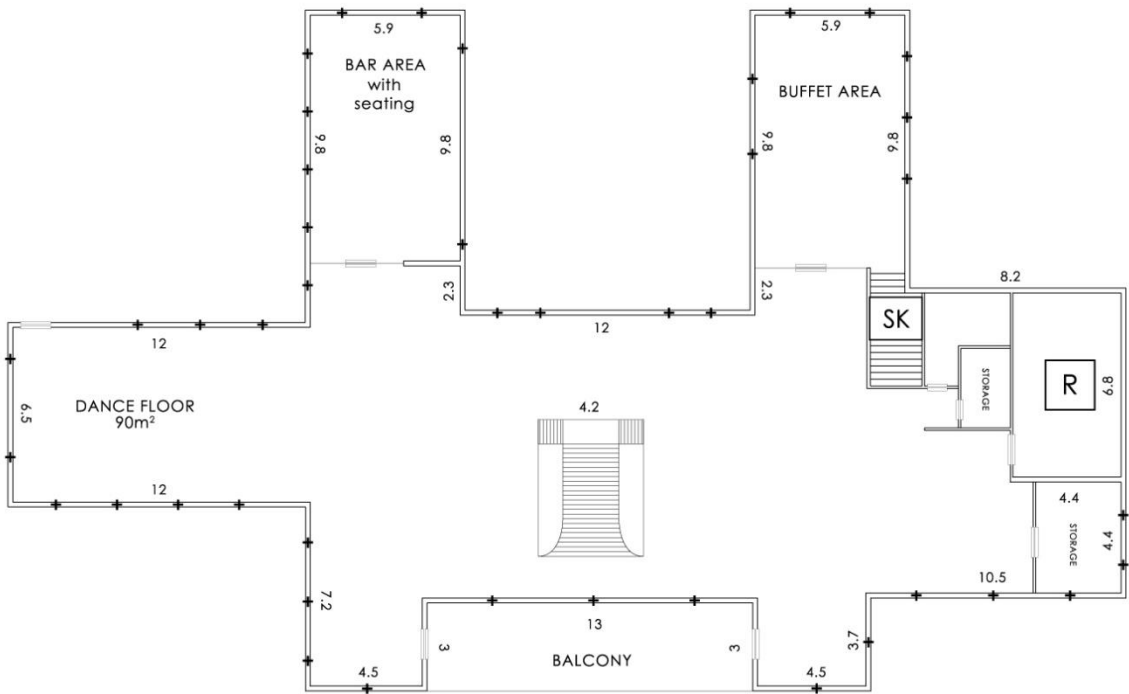 5.9
5.9
BAR AREA
with
seating
BUFFET AREA
9.8
9.8
9.8
9.8
8.2
2.3
2.3
SK
12
12
STORAGE
R
6.8
DANCE FLOOR
90m²
6.5
4.2
12
4.4
STORAGE
4.4
10.5
7.2
13
3
3
3.7
BALCONY
4.5
4.5